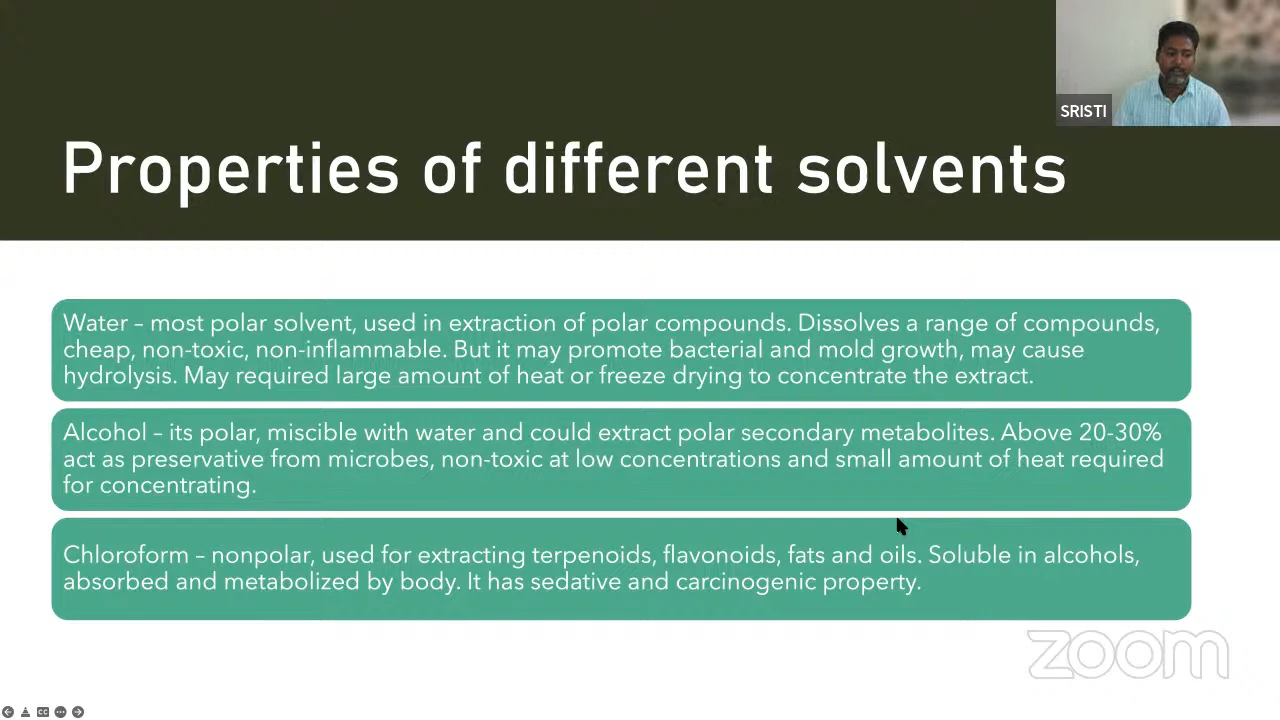 SRISTI
Properties of different solvents
Water – most polar solvent, used in extraction of polar compounds. Dissolves a range of compounds,
cheap, non-toxic, non-inflammable. But it may promote bacterial and mold growth, may cause
hydrolysis. May required large amount of heat or freeze drying to concentrate the extract.
Alcohol – its polar, miscible with water and could extract polar secondary metabolites. Above 20-30%
act as preservative from microbes, non-toxic at low concentrations and small amount of heat required
for concentrating.
Chloroform – nonpolar, used for extracting terpenoids, flavonoids, fats and oils. Soluble in alcohols,
absorbed and metabolized by body. It has sedative and carcinogenic property.
zoom
CC